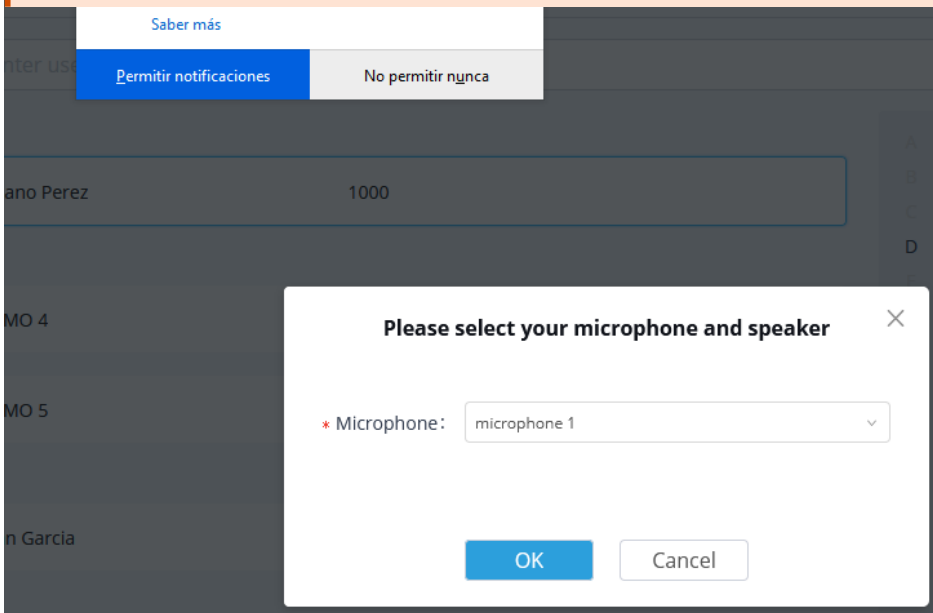 Saber más
nter use
Permitir notificaciones
No permitir nunca
A
B
C
D
ano Perez 1000
MO 4
MO 5
n Garcia
Please select your microphone and speaker
* Microphone:
microphone 1
OK
Cancel